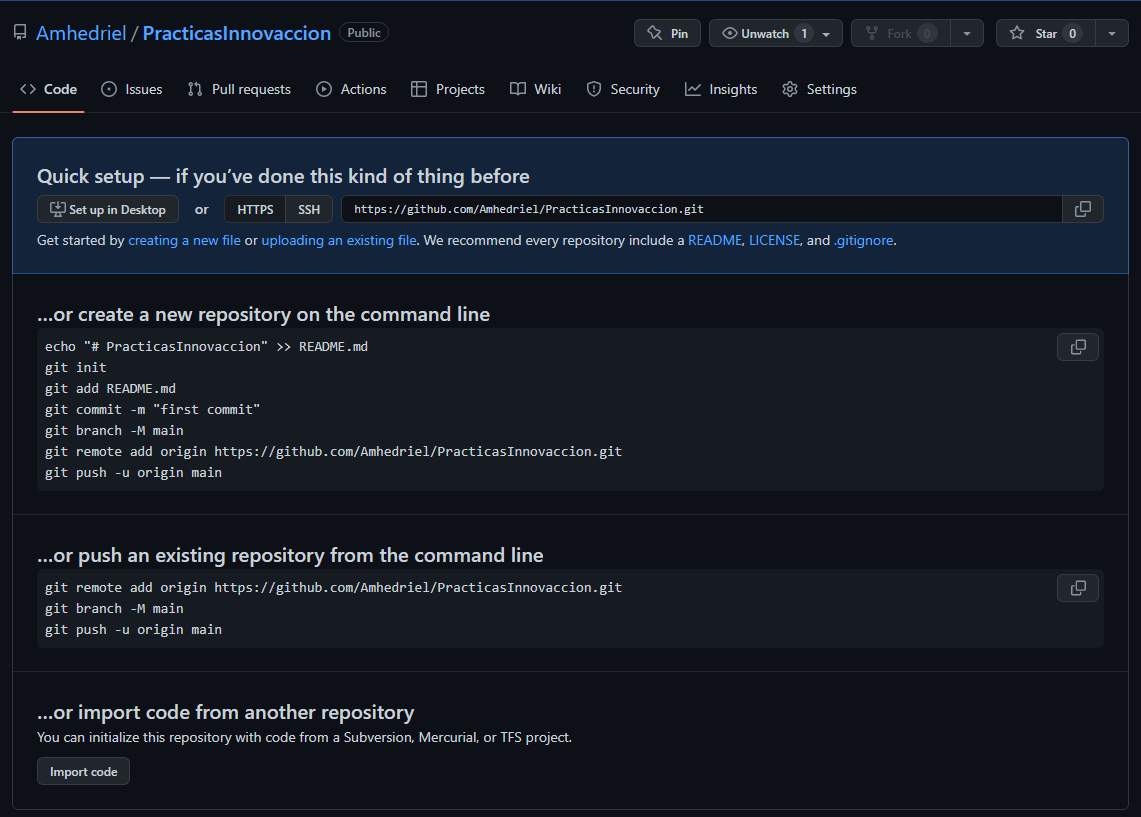 Amhedriel / PracticasInnovaccion Public Pin Unwatch 1 Fork 0 Star 0
Code Issues Pull requests Actions Projects Wiki Security Insights Settings
Quick setup — if you’ve done this kind of thing before
Set up in Desktop or HTTPS SSH https://github.com/Amhedriel/PracticasInnovaccion.git
Get started by creating a new file or uploading an existing file. We recommend every repository include a README, LICENSE, and .gitignore.
…or create a new repository on the command line
echo "# PracticasInnovaccion" >> README.md
git init
git add README.md
git commit -m "first commit"
git branch -M main
git remote add origin https://github.com/Amhedriel/PracticasInnovaccion.git
git push -u origin main
…or push an existing repository from the command line
git remote add origin https://github.com/Amhedriel/PracticasInnovaccion.git
git branch -M main
git push -u origin main
…or import code from another repository
You can initialize this repository with code from a Subversion, Mercurial, or TFS project.
Import code